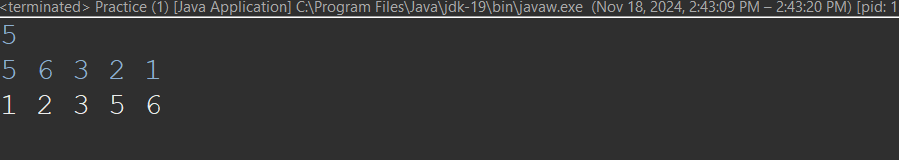 <terminated> Practice (1) [Java Application] C:\Program Files\Java\jdk-19\bin\javaw.exe (Nov 18, 2024, 2:43:09 PM – 2:43:20 PM) [pid: 1
5
5 6 3 2 1
1 2 3 5 6